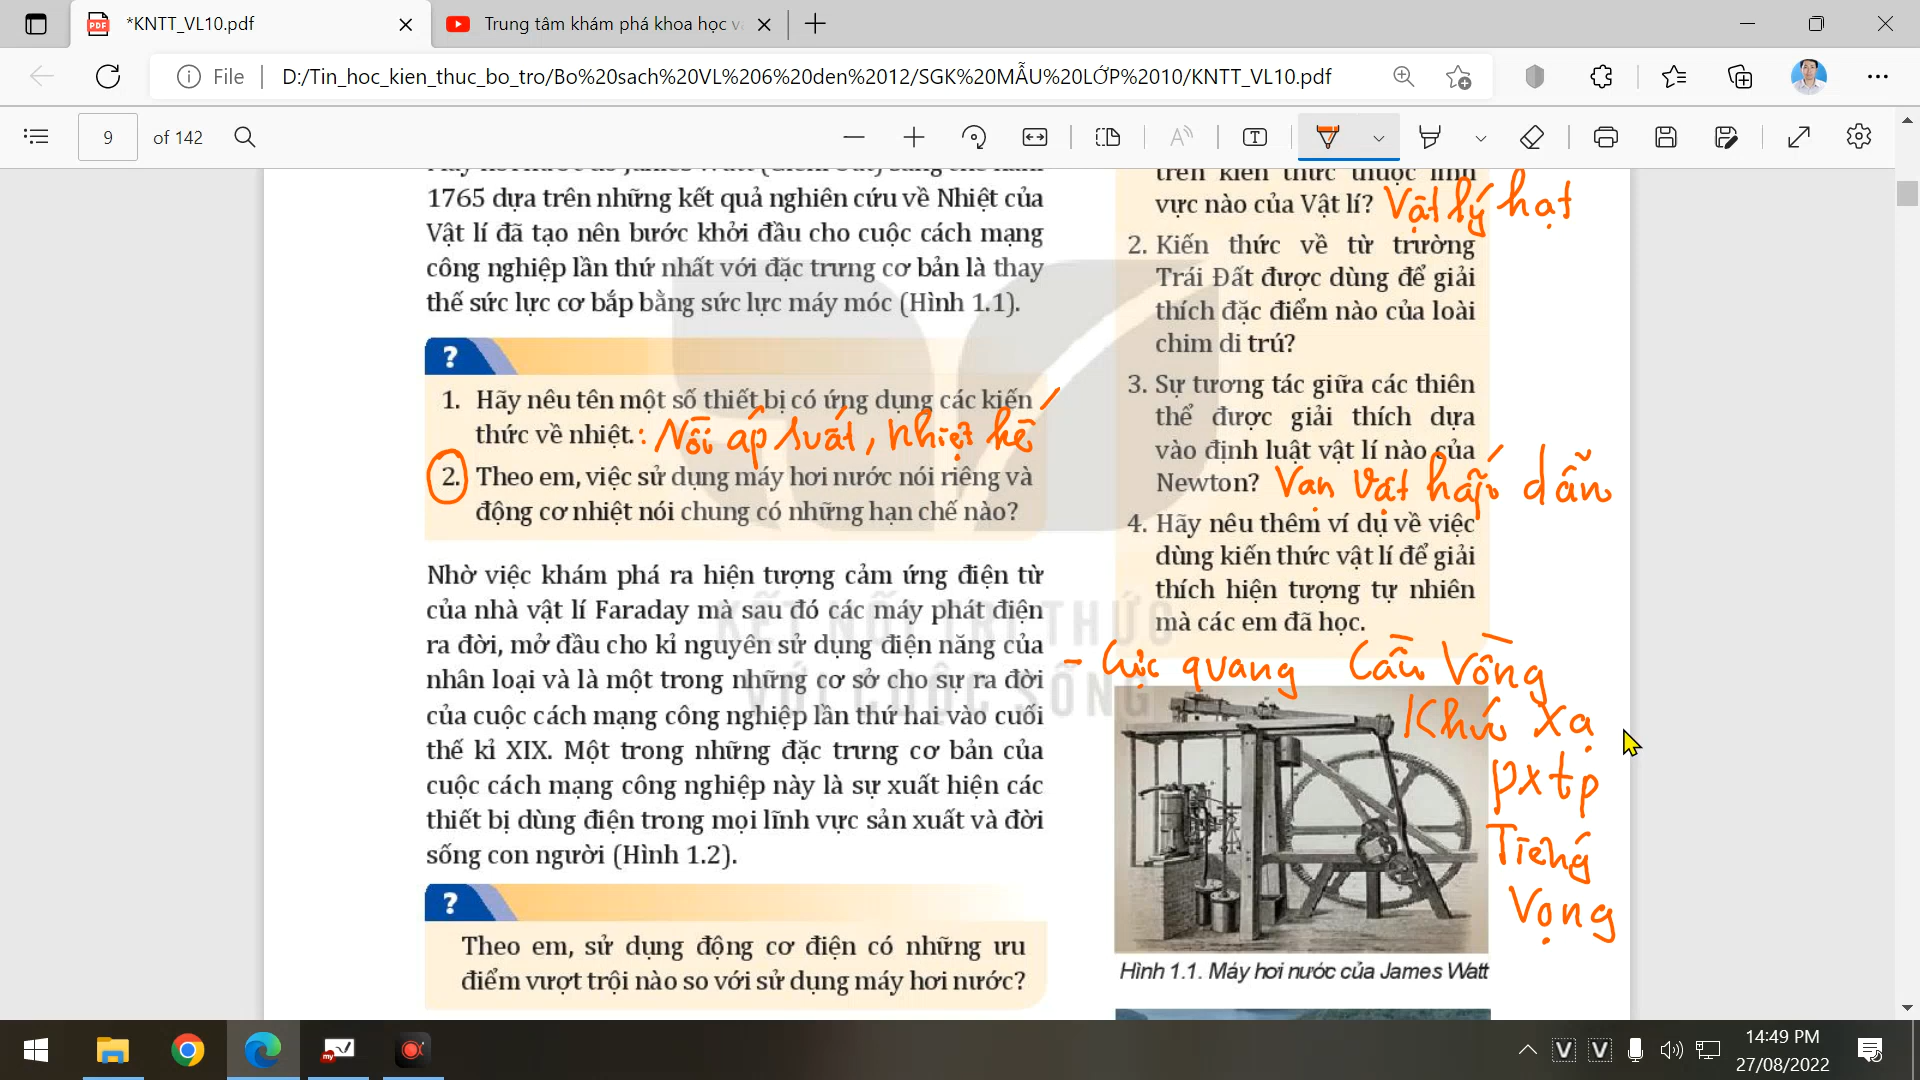 *KNTT_VL10.pdf
Trung tâm khám phá khoa học v
File
D:/Tin_hoc_kien_thuc_bo_tro/Bo%20sach%20VL%206%20den%2012/SGK%20MẪU%20LỚP%2010/KNTT_VL10.pdf
9 of 142
1765 dựa trên những kết quả nghiên cứu về Nhiệt của
Vật lí đã tạo nên bước khởi đầu cho cuộc cách mạng
công nghiệp lần thứ nhất với đặc trưng cơ bản là thay
thế sức lực cơ bắp bằng sức lực máy móc (Hình 1.1).
?
1. Hãy nêu tên một số thiết bị có ứng dụng các kiến
thức về nhiệt. : Nồi áp suất, nhiệt kế
2. Theo em, việc sử dụng máy hơi nước nói riêng và
động cơ nhiệt nói chung có những hạn chế nào?
Nhờ việc khám phá ra hiện tượng cảm ứng điện từ
của nhà vật lí Faraday mà sau đó các máy phát điện
ra đời, mở đầu cho kỉ nguyên sử dụng điện năng của
nhân loại và là một trong những cơ sở cho sự ra đời
của cuộc cách mạng công nghiệp lần thứ hai vào cuối
thế kỉ XIX. Một trong những đặc trưng cơ bản của
cuộc cách mạng công nghiệp này là sự xuất hiện các
thiết bị dùng điện trong mọi lĩnh vực sản xuất và đời
sống con người (Hình 1.2).
?
Theo em, sử dụng động cơ điện có những ưu
điểm vượt trội nào so với sử dụng máy hơi nước?
trên kiến thức thuộc lĩnh
vực nào của Vật lí? Vật lý hạt
2. Kiến thức về từ trường
Trái Đất được dùng để giải
thích đặc điểm nào của loài
chim di trú?
3. Sự tương tác giữa các thiên
thể được giải thích dựa
vào định luật vật lí nào của
Newton? Vạn vật hấp dẫn
4. Hãy nêu thêm ví dụ về việc
dùng kiến thức vật lí để giải
thích hiện tượng tự nhiên
mà các em đã học.
- Cực quang Cầu Vồng
Khúc xạ
pxtp
Tiếng
Vọng
Hình 1.1. Máy hơi nước của James Watt
KẾT NỐI TRI THỨC
VỚI CUỘC SỐNG
my
V V
14:49 PM
27/08/2022